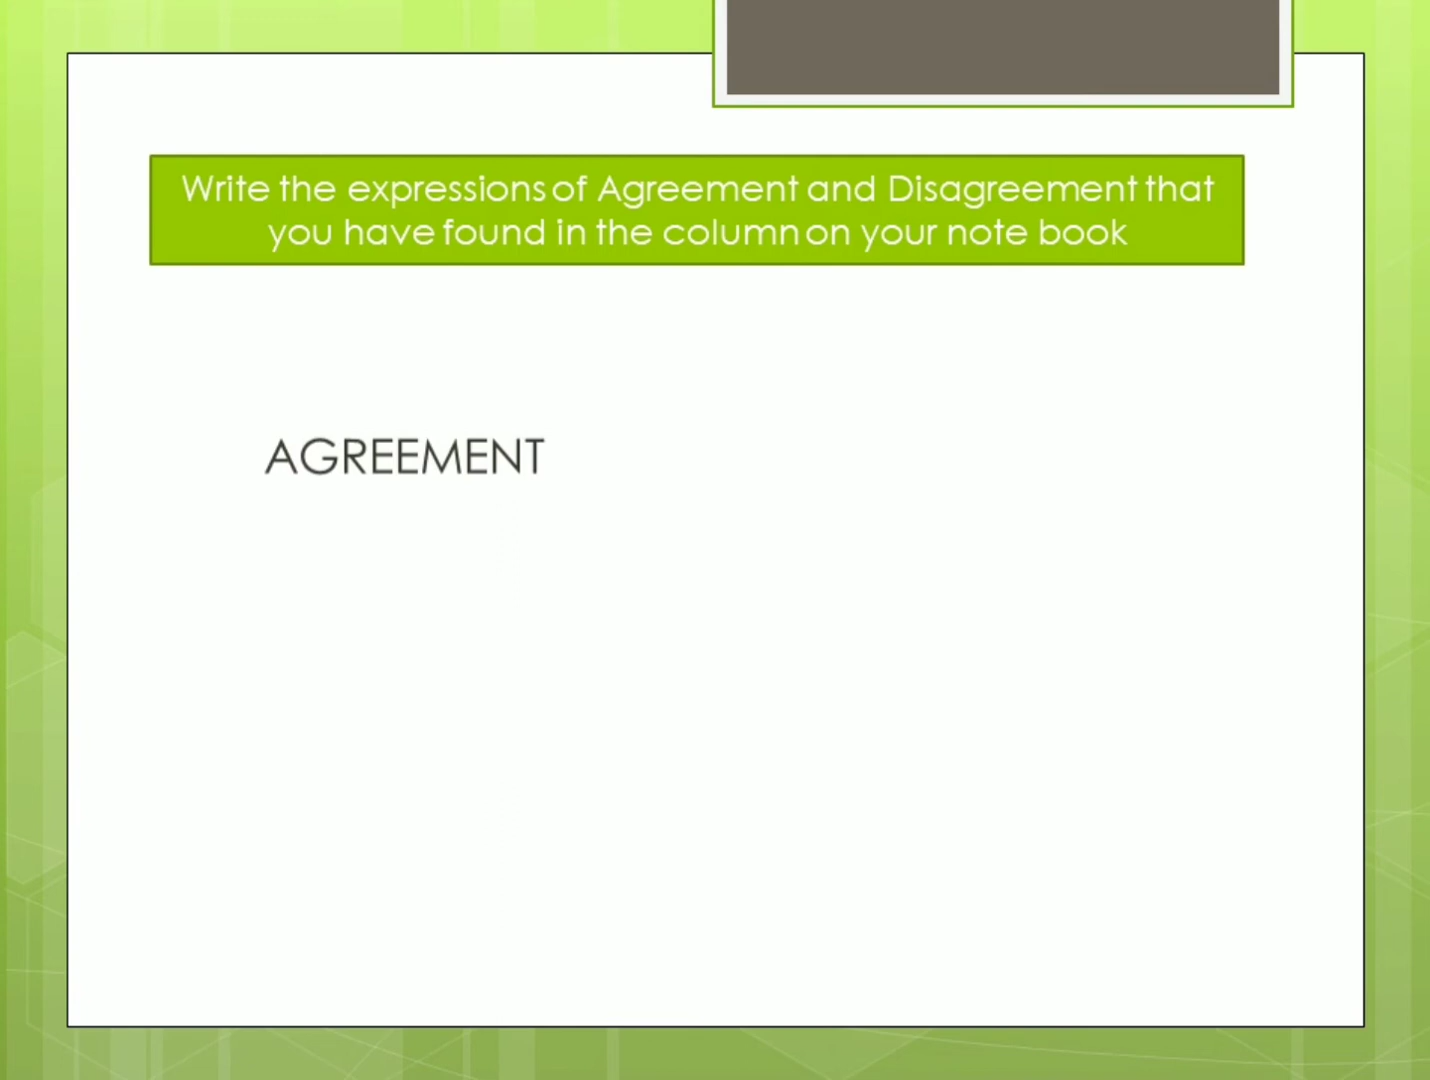 Write the expressions of Agreement and Disagreement that
you have found in the column on your note book
AGREEMENT